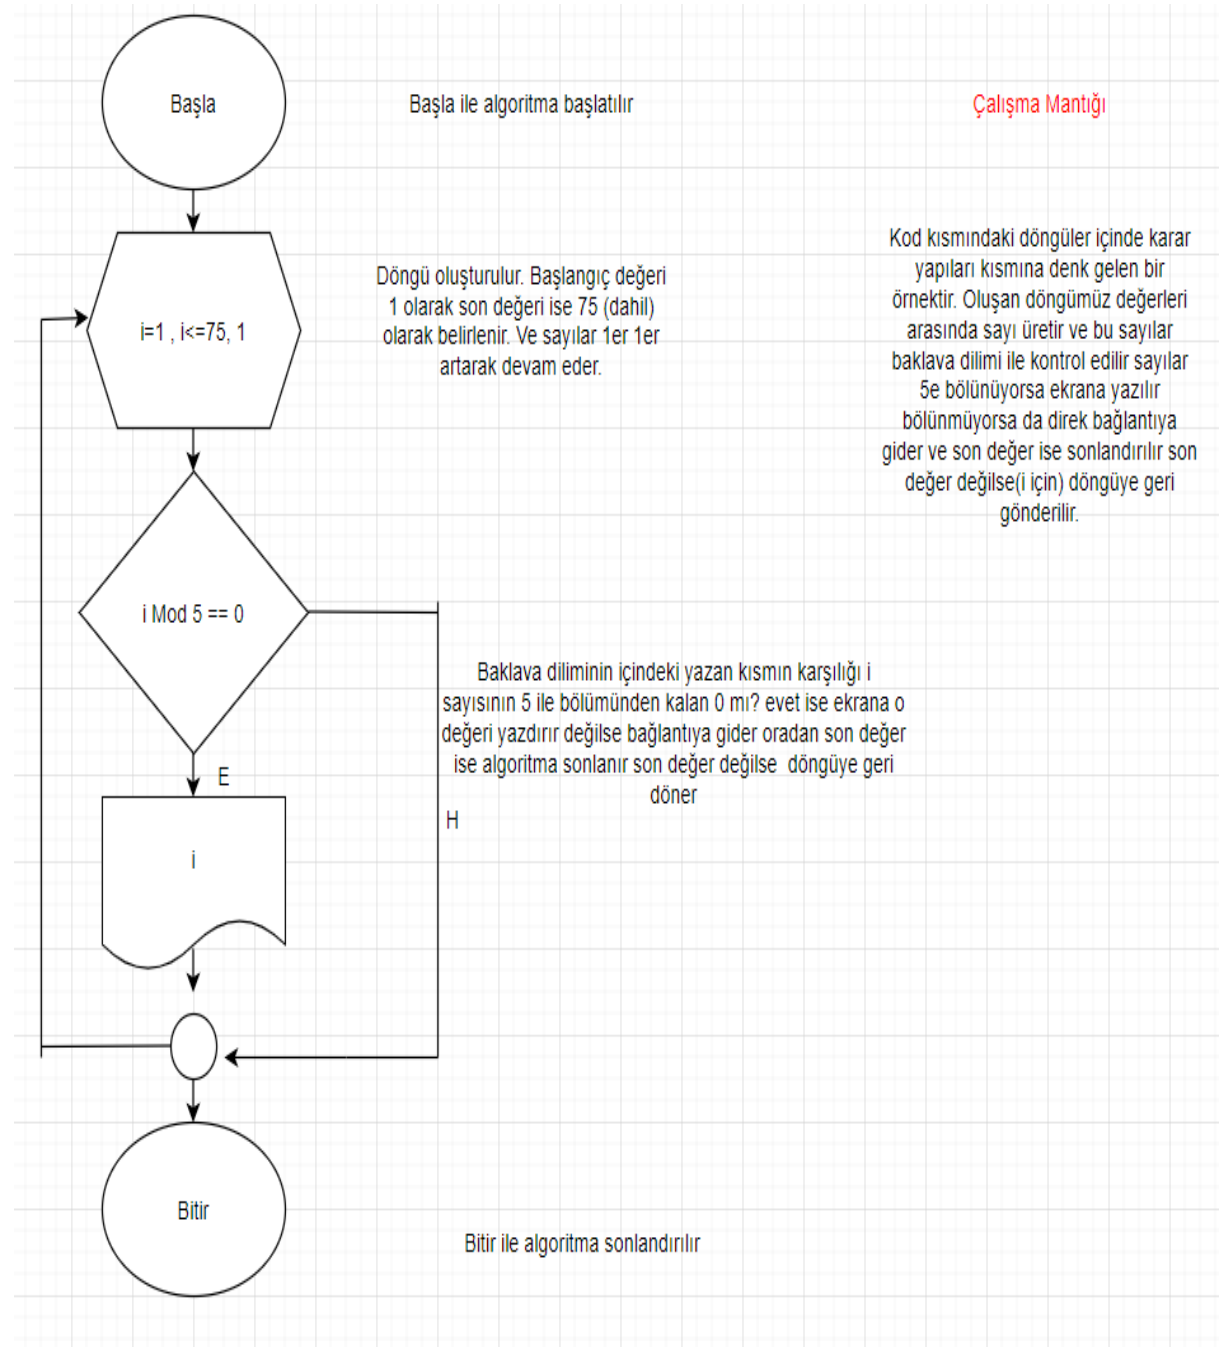 Başla
Başla ile algoritma başlatılır
Çalışma Mantığı
i=1 , i<=75, 1
Döngü oluşturulur. Başlangıç değeri
1 olarak son değeri ise 75 (dahil)
olarak belirlenir. Ve sayılar 1er 1er
artarak devam eder.
Kod kısmındaki döngüler içinde karar
yapıları kısmına denk gelen bir
örnektir. Oluşan döngümüz değerleri
arasında sayı üretir ve bu sayılar
baklava dilimi ile kontrol edilir sayılar
5e bölünüyorsa ekrana yazılır
bölünmüyorsa da direk bağlantıya
gider ve son değer ise sonlandırılır son
değer değilse(i için) döngüye geri
gönderilir.
i Mod 5 == 0
Baklava diliminin içindeki yazan kısmın karşılığı i
sayısının 5 ile bölümünden kalan 0 mı? evet ise ekrana o
değeri yazdırır değilse bağlantıya gider oradan son değer
ise algoritma sonlanır son değer değilse döngüye geri
döner
E
H
i
Bitir
Bitir ile algoritma sonlandırılır